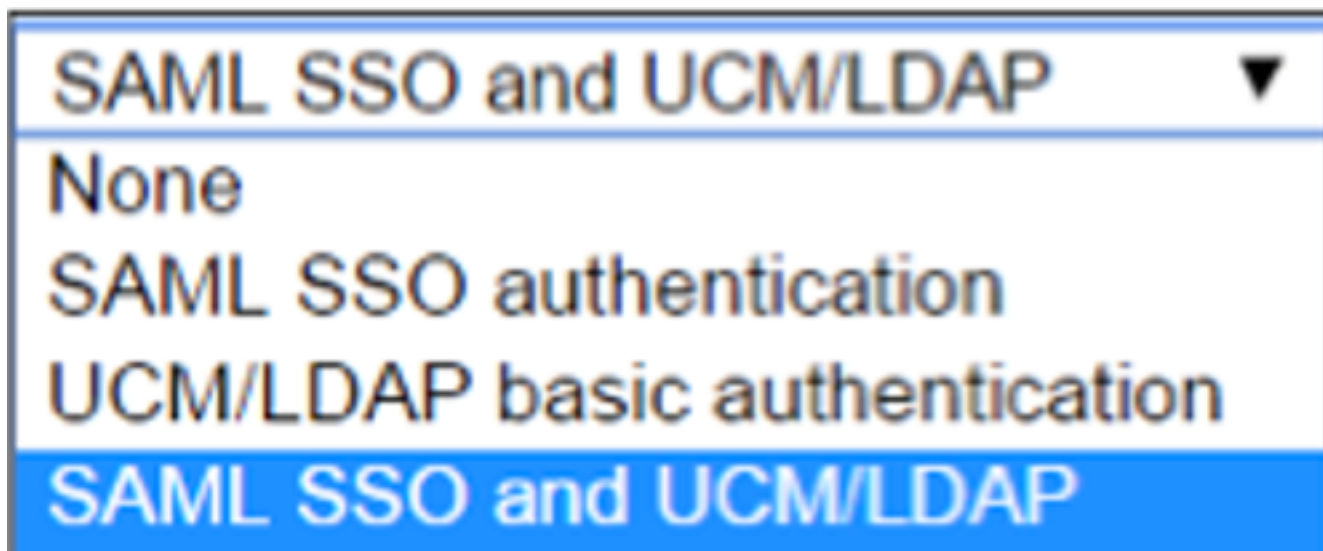 SAML SSO and UCM/LDAP ▼
None
SAML SSO authentication
UCM/LDAP basic authentication
SAML SSO and UCM/LDAP